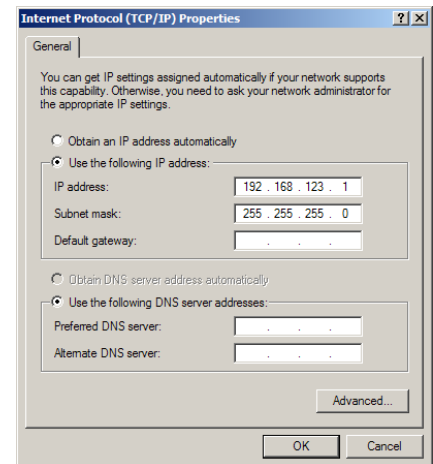 Internet Protocol (TCP/IP) Properties
General
You can get IP settings assigned automatically if your network supports
this capability. Otherwise, you need to ask your network administrator for
the appropriate IP settings.
Obtain an IP address automatically
Use the following IP address:
IP address: 192 . 168 . 123 . 1
Subnet mask: 255 . 255 . 255 . 0
Default gateway: . . .
Obtain DNS server address automatically
Use the following DNS server addresses:
Preferred DNS server: . . .
Alternate DNS server: . . .
Advanced...
OK Cancel